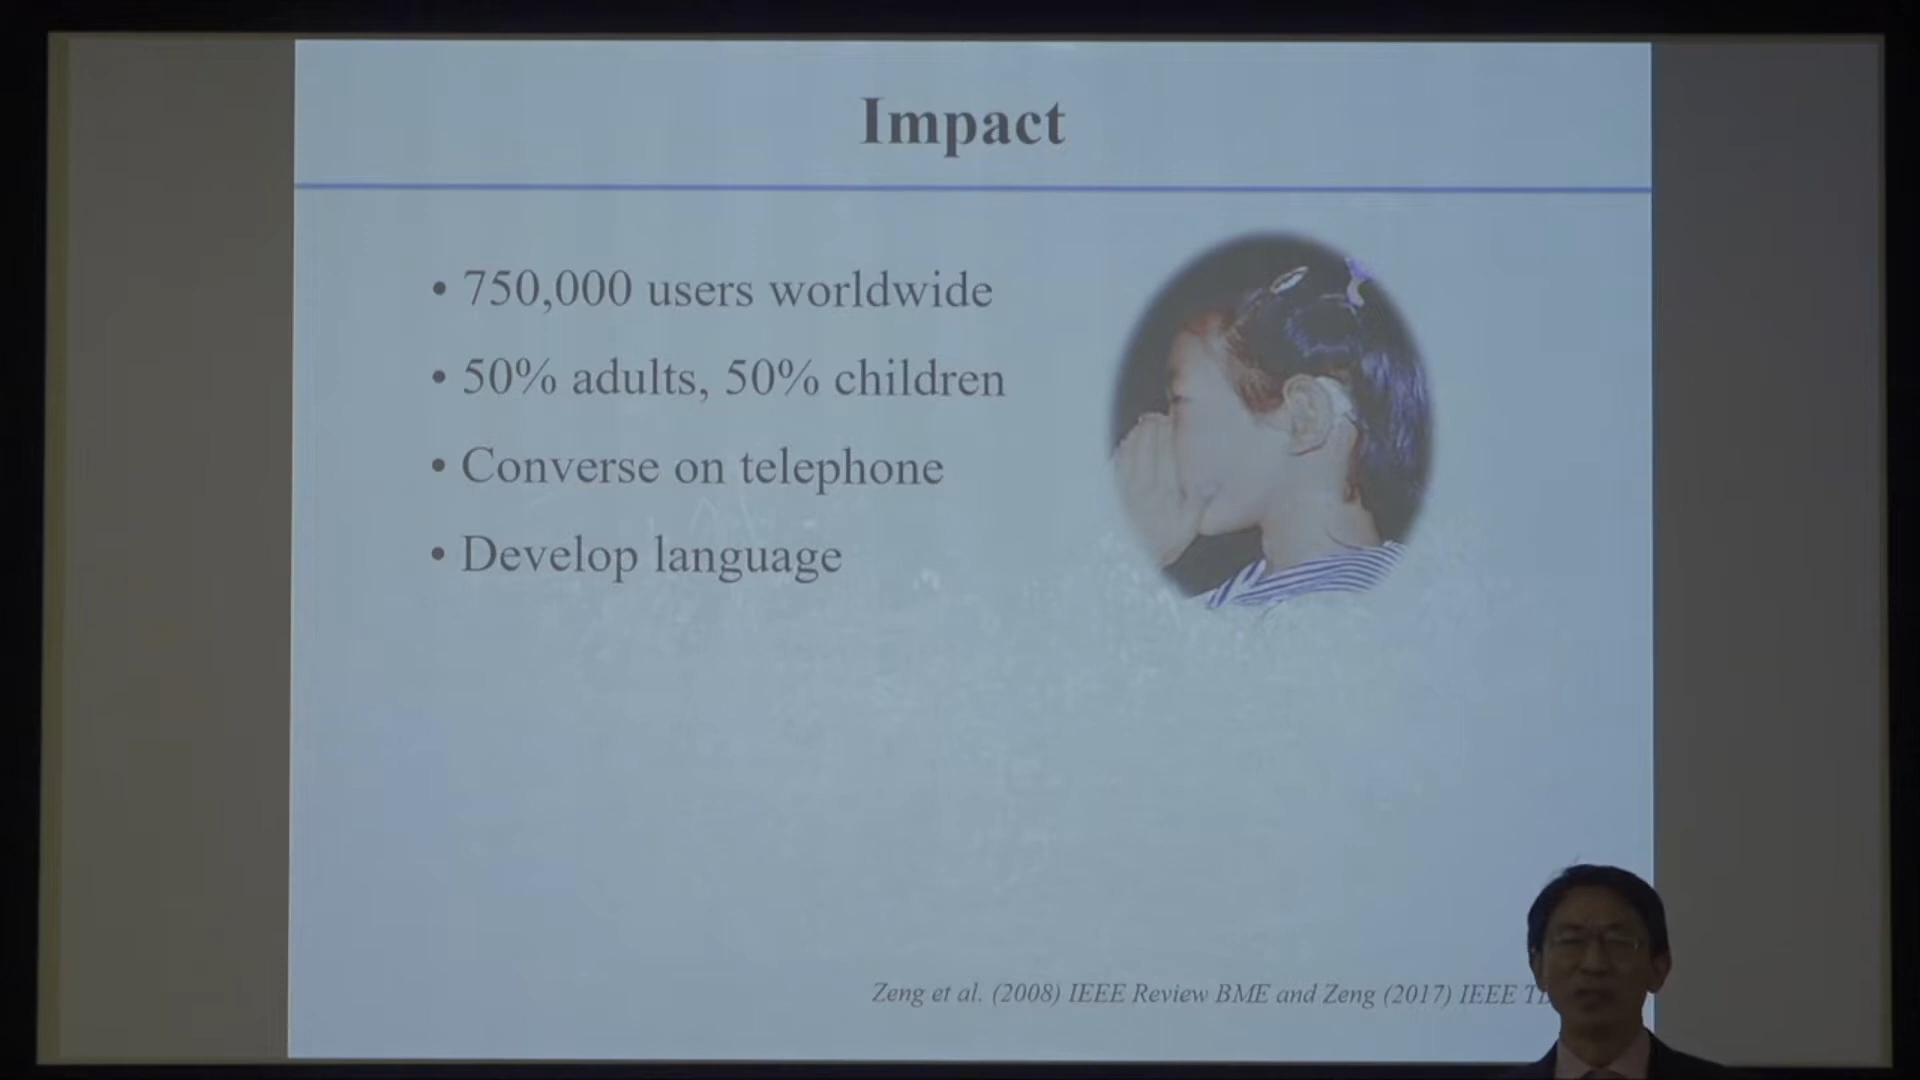 Impact
• 750,000 users worldwide
• 50% adults, 50% children
• Converse on telephone
• Develop language
Zeng et al. (2008) IEEE Review BME and Zeng (2017) IEEE